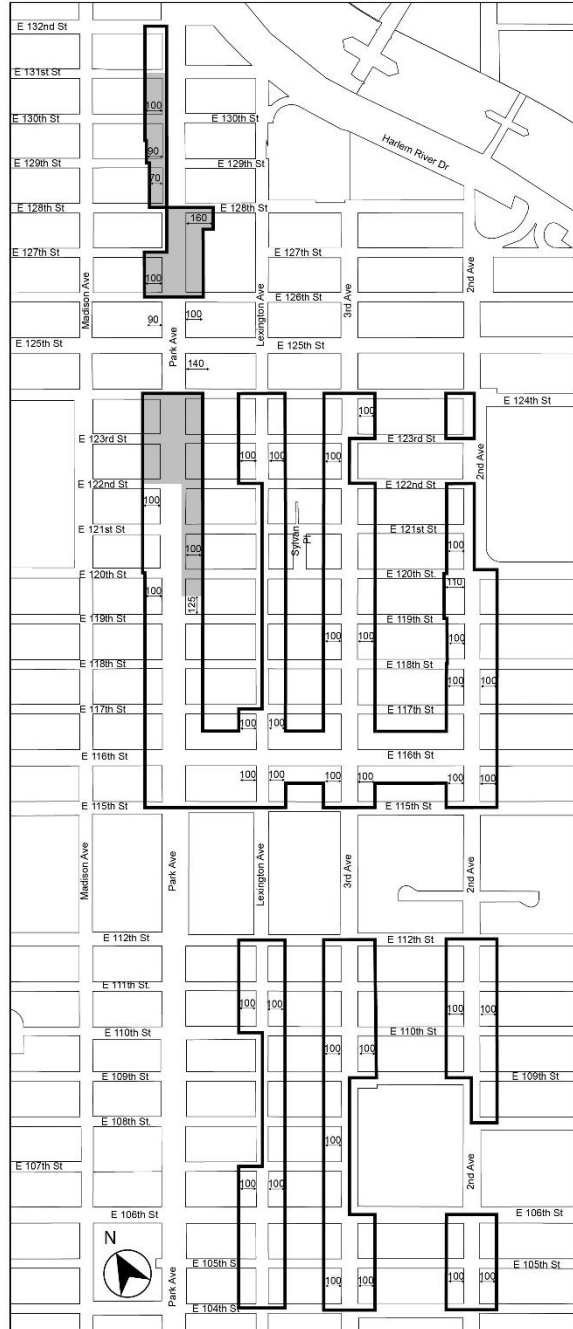 E 132nd St
E 131st St
100
E 130th St
E 130th St
90
E 129th St
E 129th St
70
Harlem River Dr
E 128th St
E 128th St
160
E 127th St
E 127th St
100
Madison Ave
Park Ave
Lexington Ave
3rd Ave
2nd Ave
E 126th St
90
100
E 125th St
E 125th St
140
E 124th St
100
E 123rd St
E 123rd St
100
100
100
2nd Ave
E 122nd St
E 122nd St
100
E 121st St
E 121st St
Sylvan Pl
100
100
E 120th St
E 120th St.
100
110
125
E 119th St
E 119th St
100
100
100
E 118th St
E 118th St
100
100
E 117th St
E 117th St
100
100
E 116th St
E 116th St
100
100
100
100
100
100
E 115th St
E 115th St
Madison Ave
Park Ave
Lexington Ave
3rd Ave
2nd Ave
E 112th St
E 112th St
E 111th St.
100
100
100
100
E 110th St
E 110th St
100
100
E 109th St
E 109th St
E 108th St.
100
E 107th St
100
100
2nd Ave
E 106th St
E 106th St
N
E 105th St
E 105th St
100
100
100
100
Park Ave
E 104th St